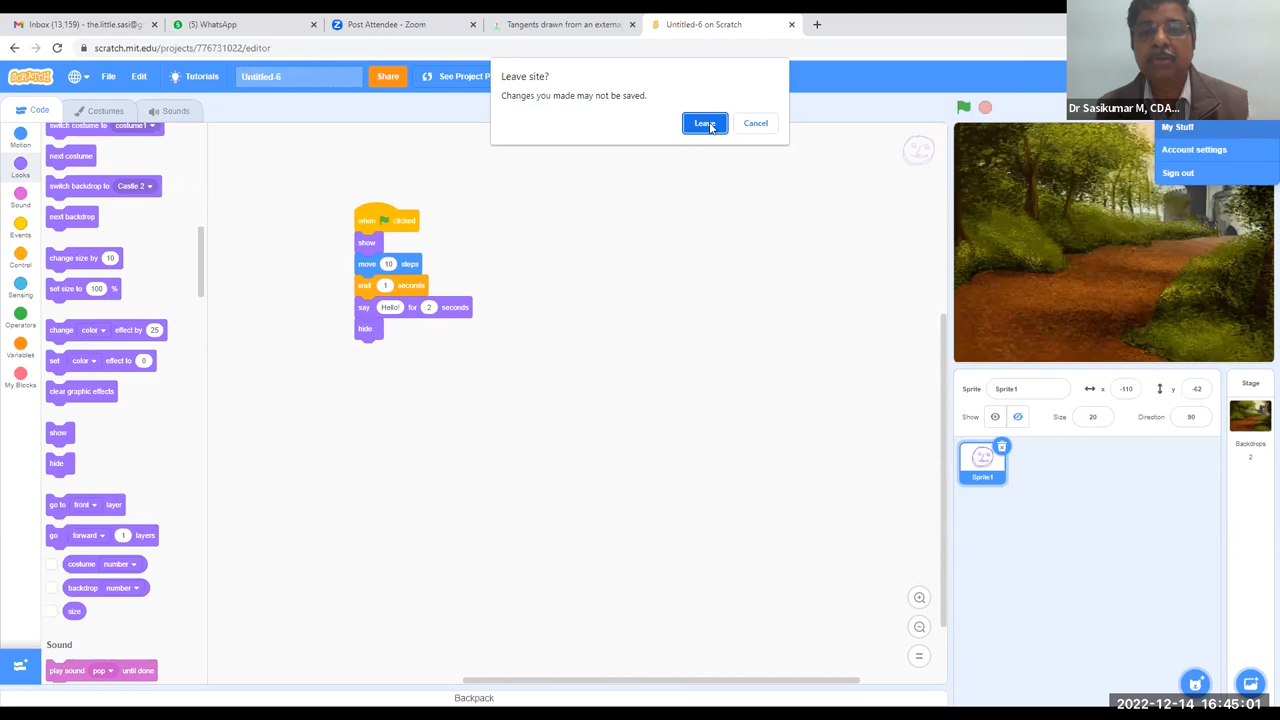 Inbox (13,159) - the.little.sasi@g
(5) WhatsApp
Post Attendee - Zoom
Tangents drawn from an externa
Untitled-6 on Scratch
scratch.mit.edu/projects/776731022/editor
SCRATCH
File
Edit
Tutorials
Untitled-6
Share
See Project P
Leave site?
Changes you made may not be saved.
Leave
Cancel
Dr Sasikumar M, CDA...
My Stuff
Account settings
Sign out
Code
Costumes
Sounds
Motion
Looks
Sound
Events
Control
Sensing
Operators
Variables
My Blocks
switch costume to costume1
next costume
switch backdrop to Castle 2
next backdrop
change size by 10
set size to 100 %
change color effect by 25
set color effect to 0
clear graphic effects
show
hide
go to front layer
go forward 1 layers
costume number
backdrop number
size
Sound
play sound pop until done
when clicked
show
move 10 steps
wait 1 seconds
say Hello! for 2 seconds
hide
Sprite Sprite1 x -110 y -62
Show Size 20 Direction 90
Sprite1
Stage
Backdrops
2
Backpack
2022-12-14 16:45:01